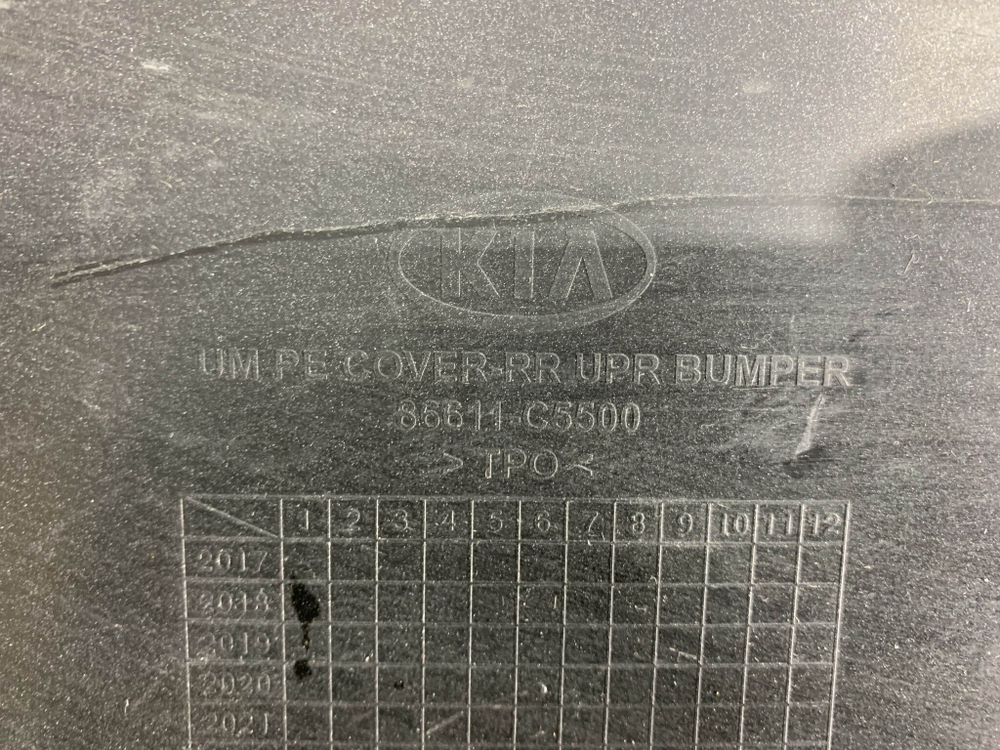 KIA
UM PE COVER-RR UPR BUMPER
86611-C5500
>TPO<
1 2 3 4 5 6 7 8 9 10 11 12
2017
2018
2019
2020
2021